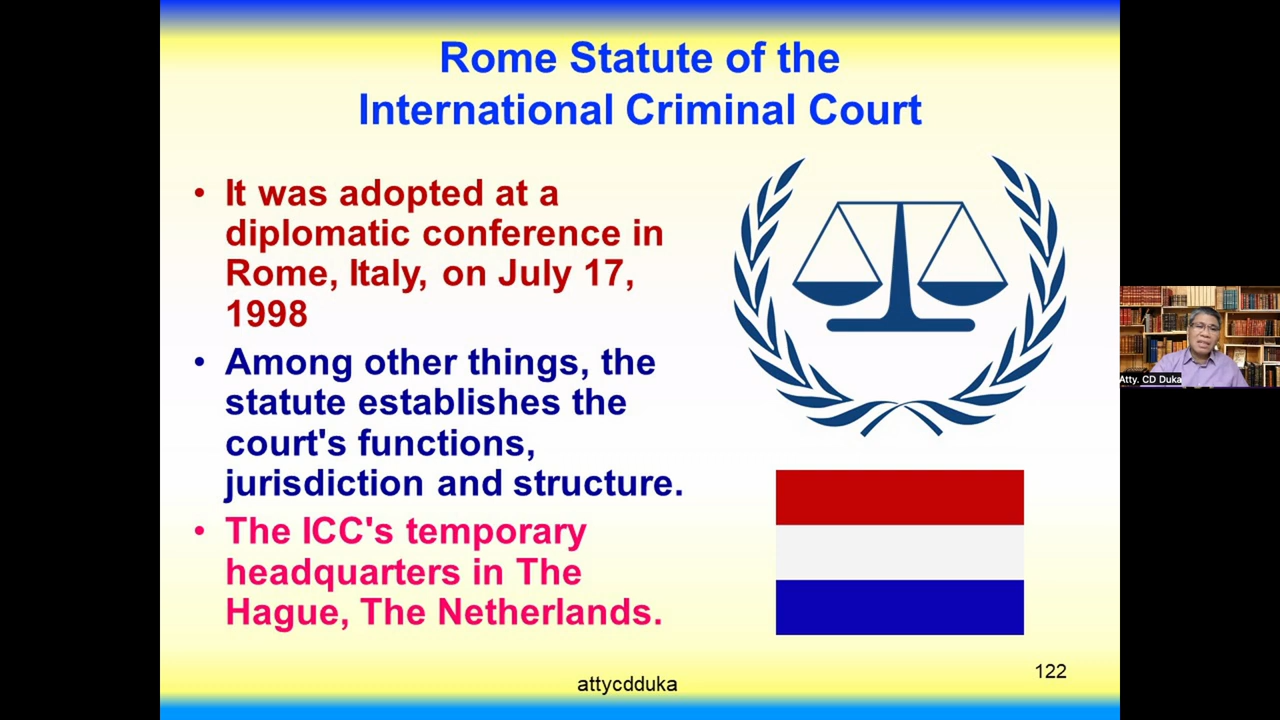 Rome Statute of the
International Criminal Court
• It was adopted at a
diplomatic conference in
Rome, Italy, on July 17,
1998
• Among other things, the
statute establishes the
court's functions,
jurisdiction and structure.
• The ICC's temporary
headquarters in The
Hague, The Netherlands.
Atty. CD Duka
122
attycdduka